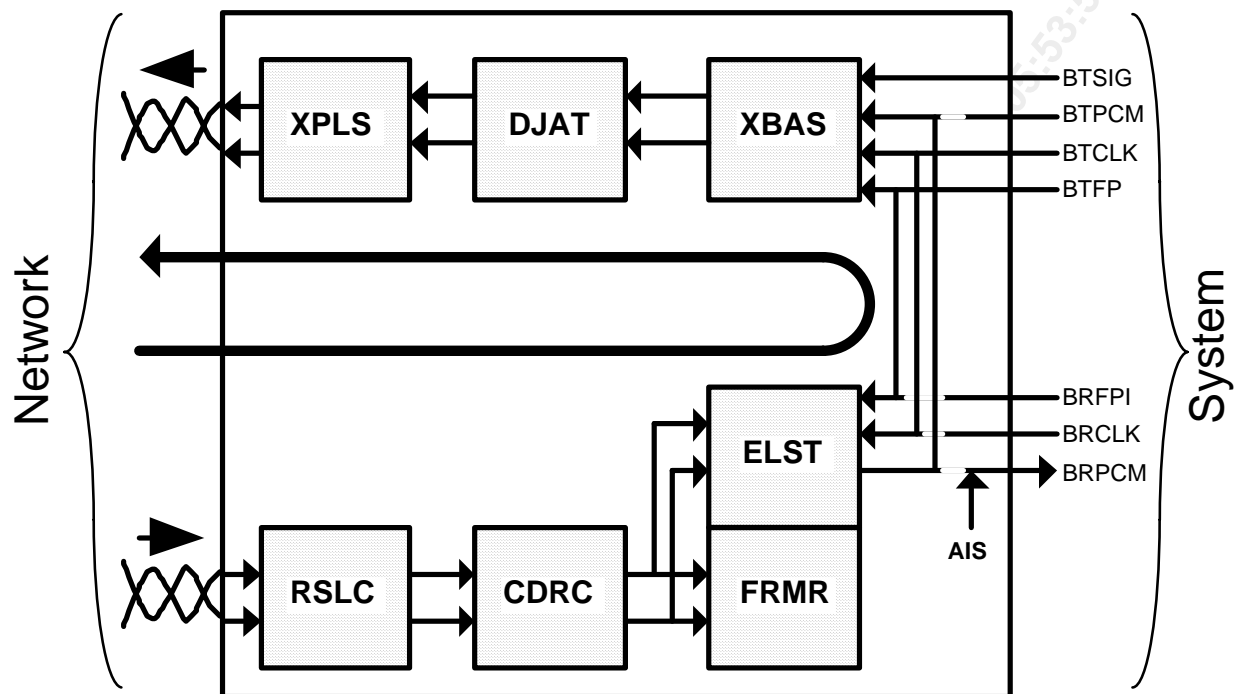 XPLS
DJAT
XBAS
BTSIG
BTPCM
BTCLK
BTFP
Network
System
ELST
BRFPI
BRCLK
BRPCM
AIS
RSLC
CDRC
FRMR